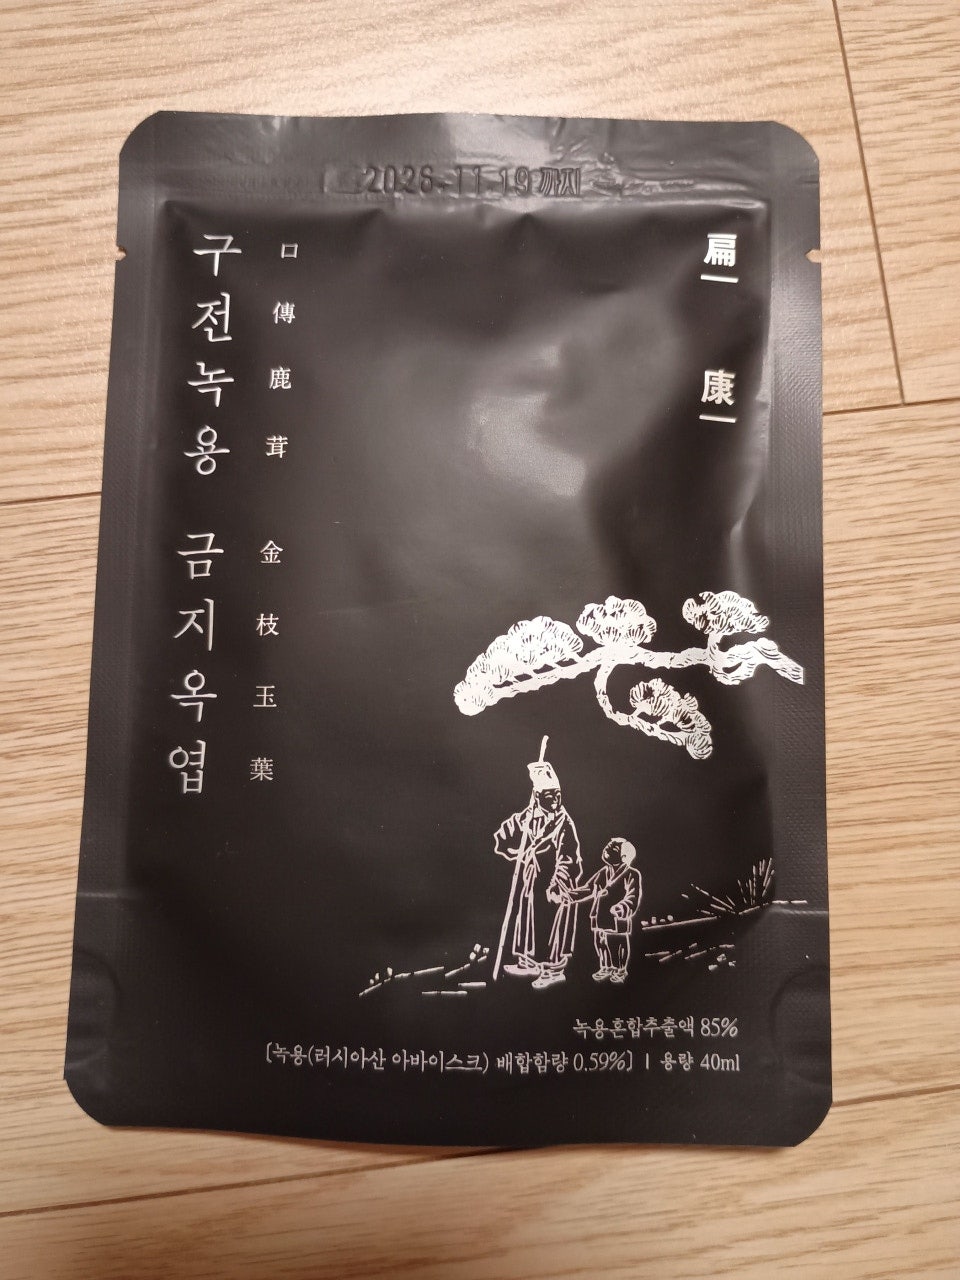 2026.11.19 까지
구전녹용 금지옥엽
口傳鹿茸 金枝玉葉
扁康
녹용혼합추출액 85%
[녹용(러시아산 아바이스크) 배합함량 0.59%] | 용량 40ml